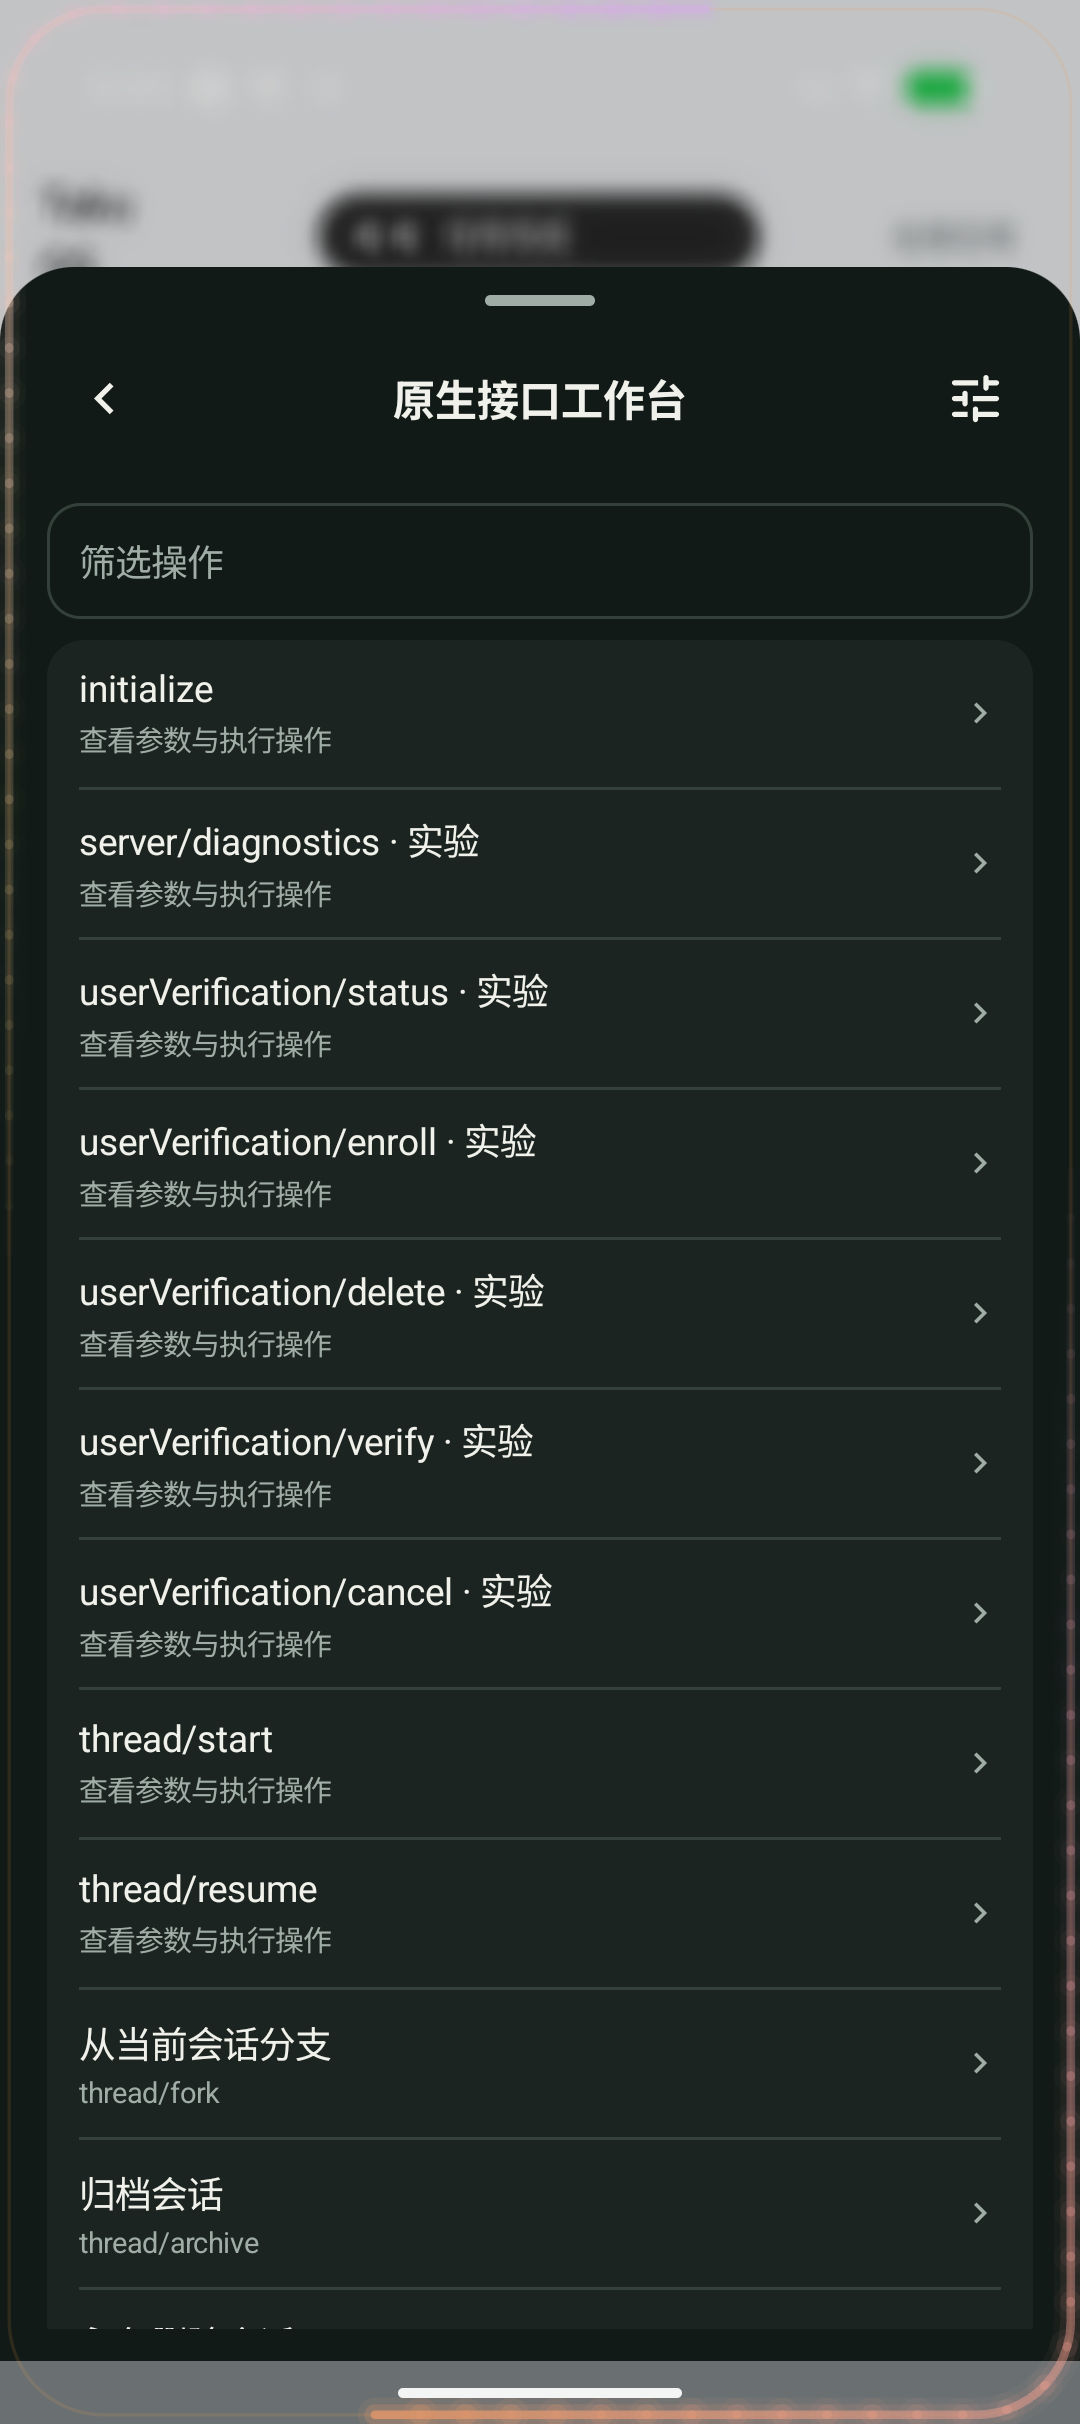 原生接口工作台
筛选操作
initialize
查看参数与执行操作
server/diagnostics · 实验
查看参数与执行操作
userVerification/status · 实验
查看参数与执行操作
userVerification/enroll · 实验
查看参数与执行操作
userVerification/delete · 实验
查看参数与执行操作
userVerification/verify · 实验
查看参数与执行操作
userVerification/cancel · 实验
查看参数与执行操作
thread/start
查看参数与执行操作
thread/resume
查看参数与执行操作
从当前会话分支
thread/fork
归档会话
thread/archive